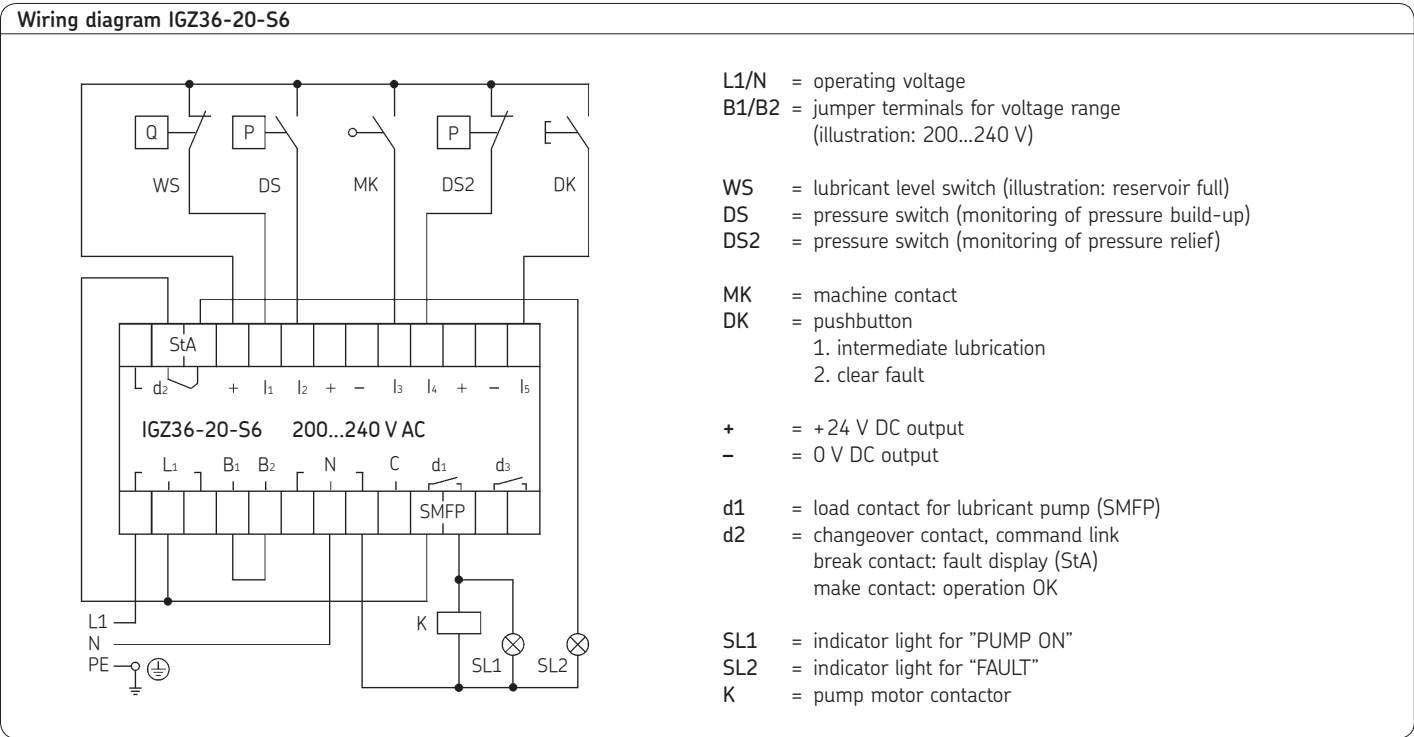 Wiring diagram IGZ36-20-S6
Q P P
WS DS MK DS2 DK
StA
d2 + I1 I2 + – I3 I4 + – I5
IGZ36-20-S6 200...240 V AC
L1 B1 B2 N C d1 d3
SMFP
L1
N
PE
K
SL1 SL2
L1/N = operating voltage
B1/B2 = jumper terminals for voltage range
(illustration: 200...240 V)
WS = lubricant level switch (illustration: reservoir full)
DS = pressure switch (monitoring of pressure build-up)
DS2 = pressure switch (monitoring of pressure relief)
MK = machine contact
DK = pushbutton
1. intermediate lubrication
2. clear fault
+ = +24 V DC output
– = 0 V DC output
d1 = load contact for lubricant pump (SMFP)
d2 = changeover contact, command link
break contact: fault display (StA)
make contact: operation OK
SL1 = indicator light for ”PUMP ON”
SL2 = indicator light for “FAULT”
K = pump motor contactor